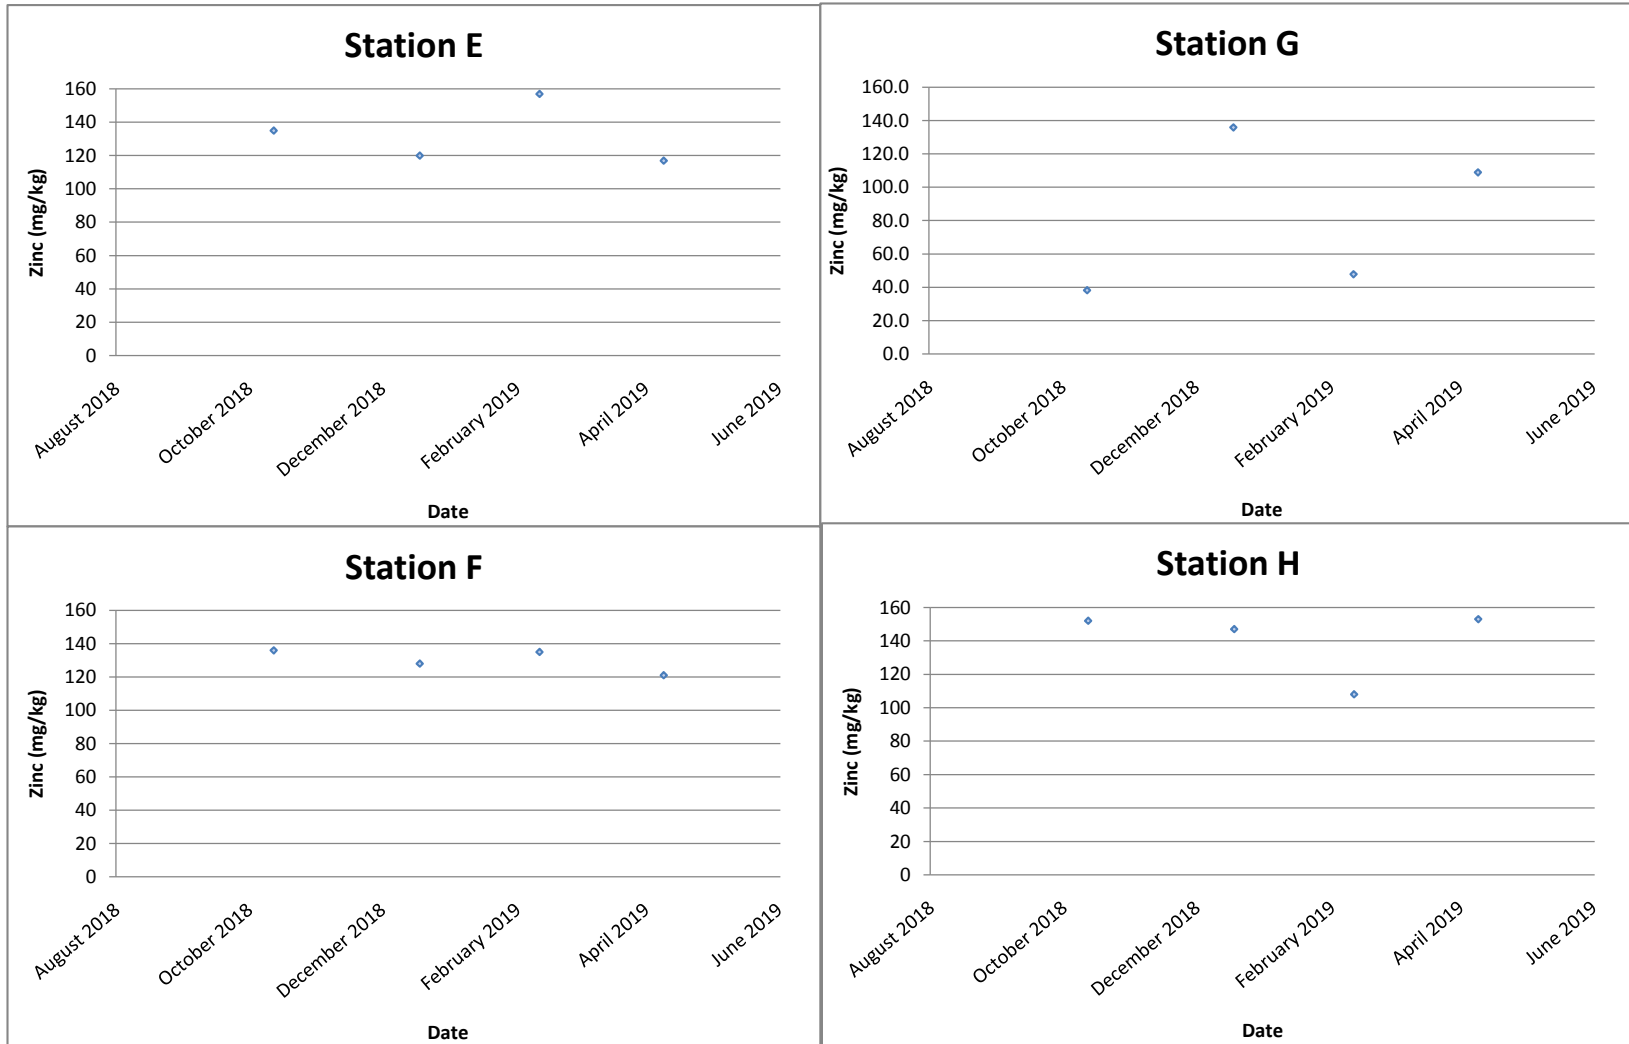 Station E
160
140
120
100
80
60
40
20
0
Zinc (mg/kg)
August 2018
October 2018
December 2018
February 2019
April 2019
June 2019
Date
Station G
160.0
140.0
120.0
100.0
80.0
60.0
40.0
20.0
0.0
Zinc (mg/kg)
August 2018
October 2018
December 2018
February 2019
April 2019
June 2019
Date
Station F
160
140
120
100
80
60
40
20
0
Zinc (mg/kg)
August 2018
October 2018
December 2018
February 2019
April 2019
June 2019
Date
Station H
160
140
120
100
80
60
40
20
0
Zinc (mg/kg)
August 2018
October 2018
December 2018
February 2019
April 2019
June 2019
Date